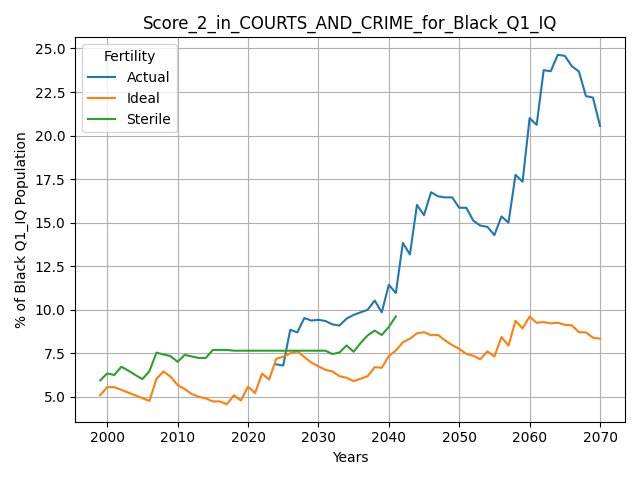 Score_2_in_COURTS_AND_CRIME_for_Black_Q1_IQ
Fertility
Actual
Ideal
Sterile
% of Black Q1_IQ Population
25.0
22.5
20.0
17.5
15.0
12.5
10.0
7.5
5.0
2000 2010 2020 2030 2040 2050 2060 2070
Years